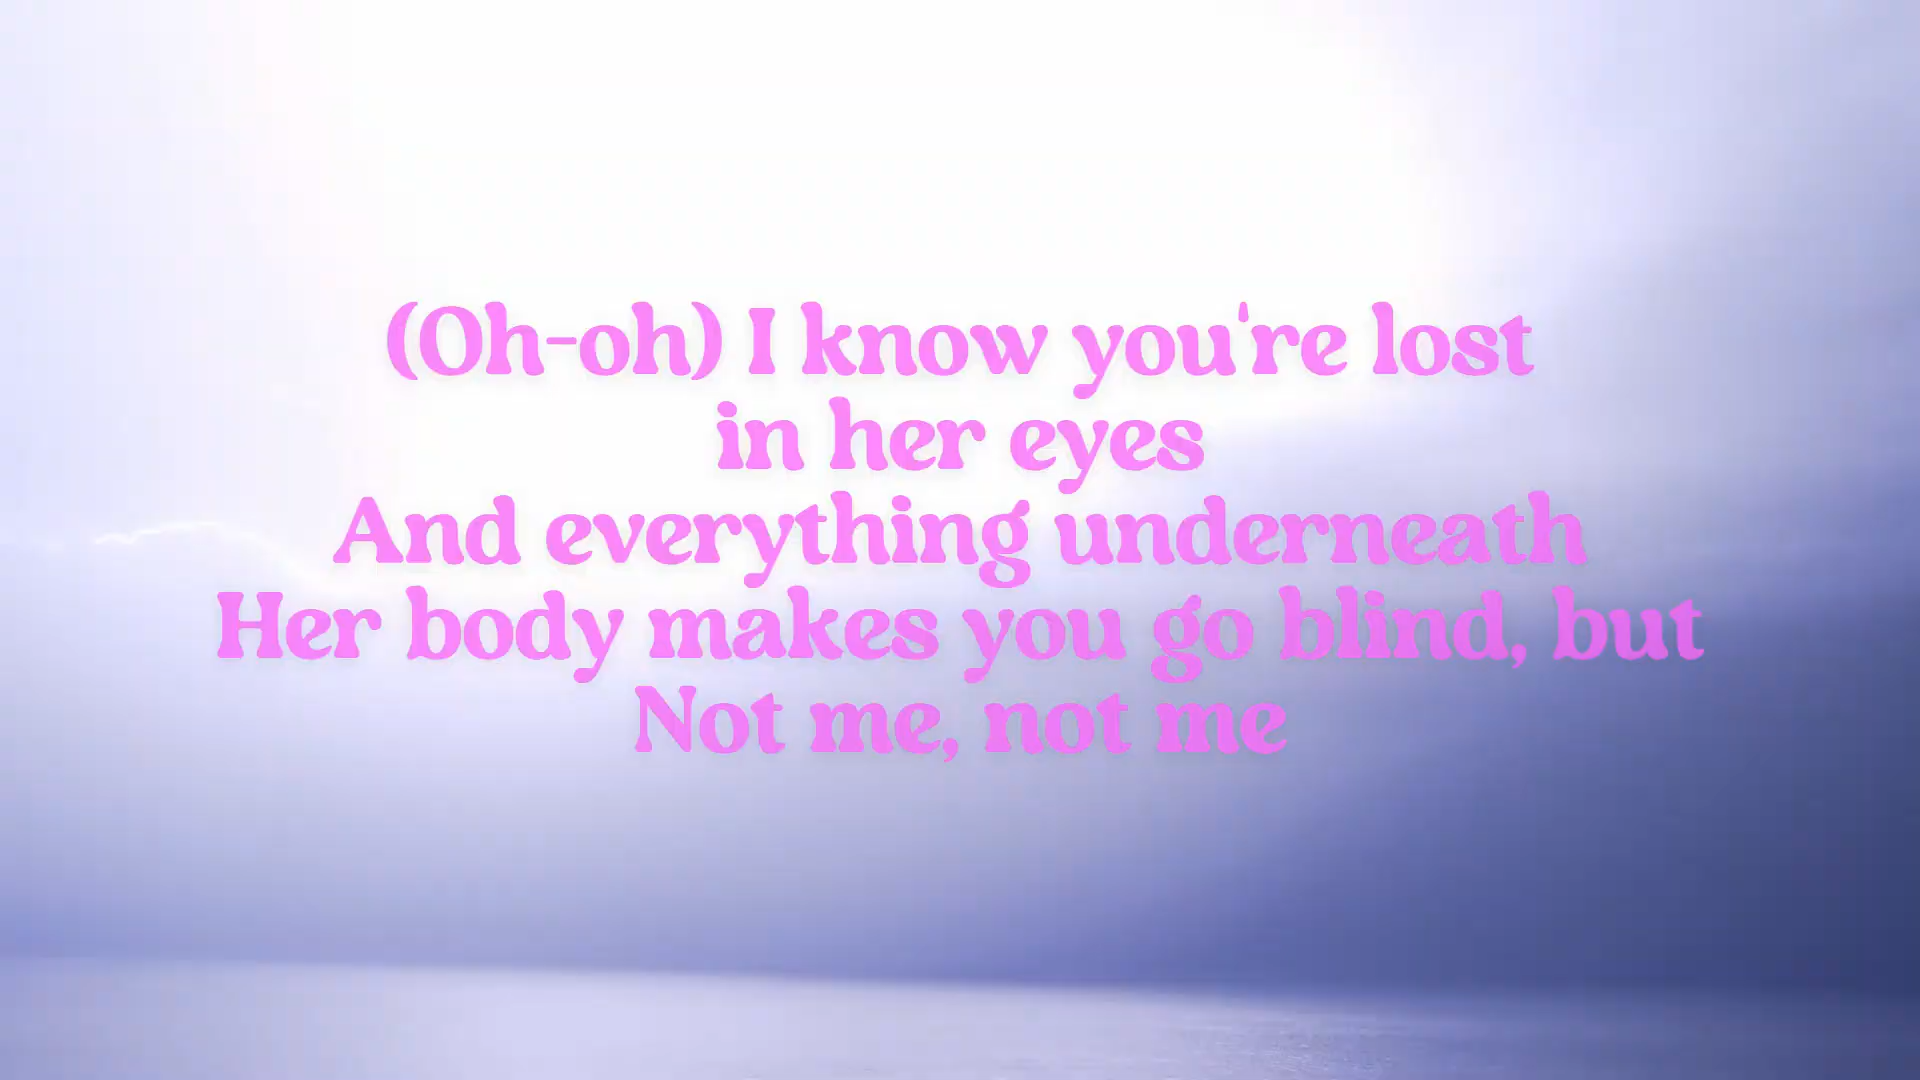 (Oh-oh) I know you're lost
in her eyes
And everything underneath
Her body makes you go blind, but
Not me, not me